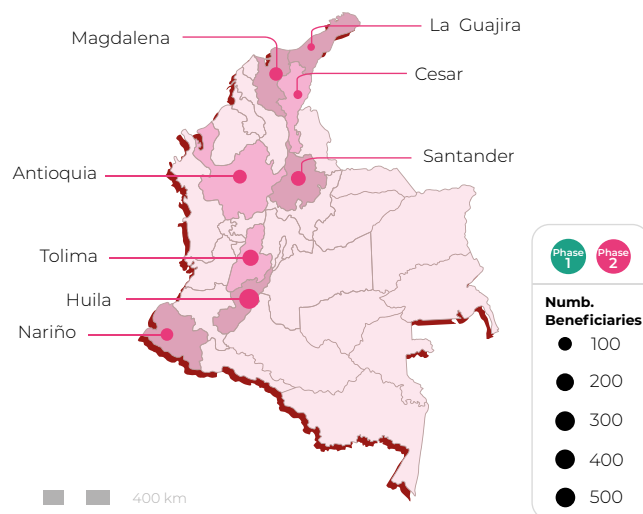 La Guajira
Magdalena
Cesar
Santander
Antioquia
Tolima
Huila
Nariño
Phase
1
Phase
2
Numb.
Beneficiaries
100
200
300
400
500
400 km